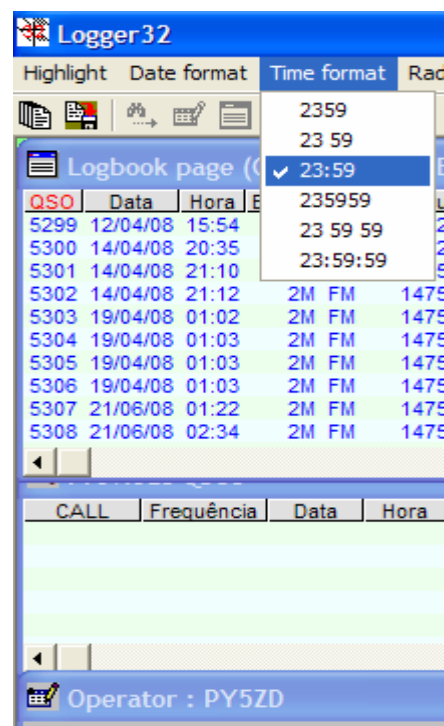 Logger32
Highlight Date format Time format Rad
2359
23 59
23:59
235959
23 59 59
23:59:59
Logbook page (
QSO Data Hora
5299 12/04/08 15:54
5300 14/04/08 20:35
5301 14/04/08 21:10
5302 14/04/08 21:12 2M FM 1475
5303 19/04/08 01:02 2M FM 1475
5304 19/04/08 01:03 2M FM 1475
5305 19/04/08 01:03 2M FM 1475
5306 19/04/08 01:03 2M FM 1475
5307 21/06/08 01:22 2M FM 1475
5308 21/06/08 02:34 2M FM 1475
CALL Frequência Data Hora
Operator : PY5ZD